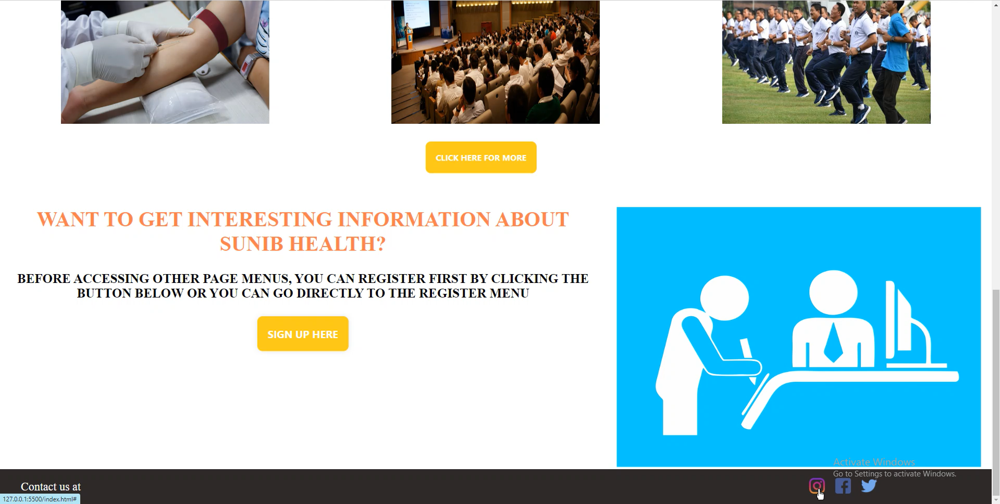 CLICK HERE FOR MORE
WANT TO GET INTERESTING INFORMATION ABOUT
SUNIB HEALTH?
BEFORE ACCESSING OTHER PAGE MENUS, YOU CAN REGISTER FIRST BY CLICKING THE
BUTTON BELOW OR YOU CAN GO DIRECTLY TO THE REGISTER MENU
SIGN UP HERE
Activate Windows
Go to Settings to activate Windows.
Contact us at
127.0.0.1:5500/index.html#